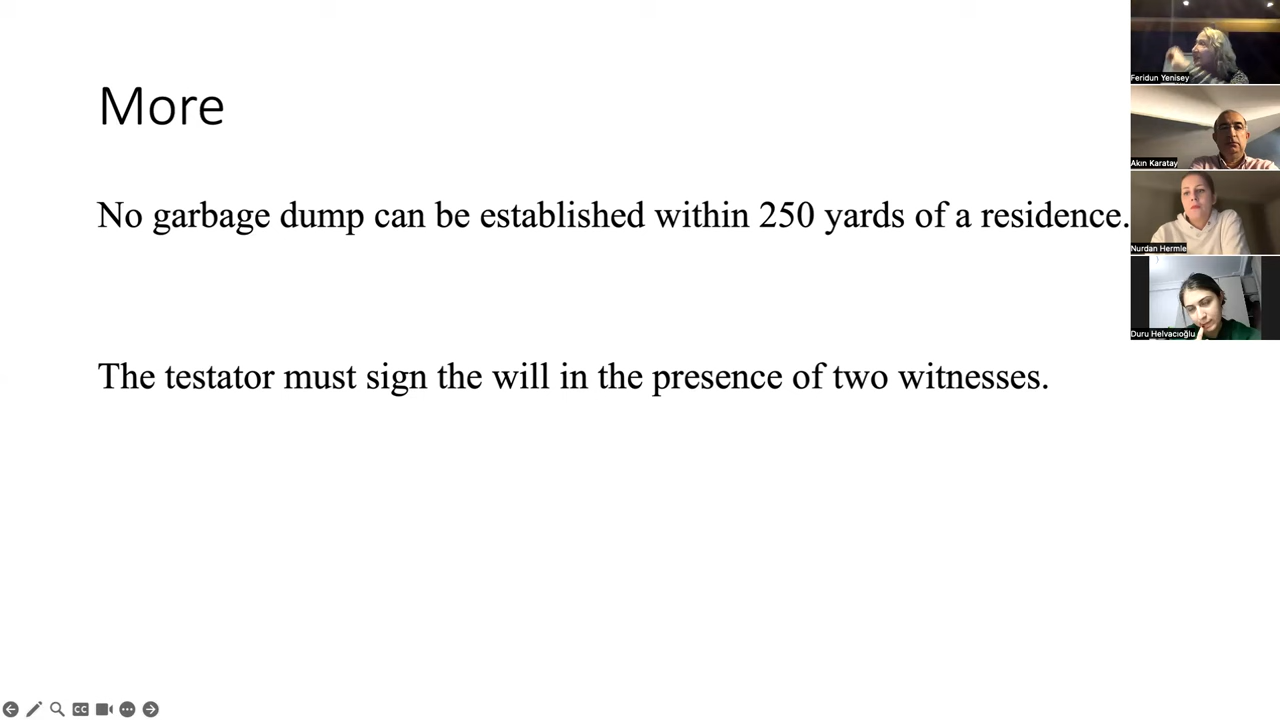 More
No garbage dump can be established within 250 yards of a residence.
The testator must sign the will in the presence of two witnesses.
Feridun Yenisey
Akın Karatay
Nurdan Hermle
Duru Helvacıoğlu
CC